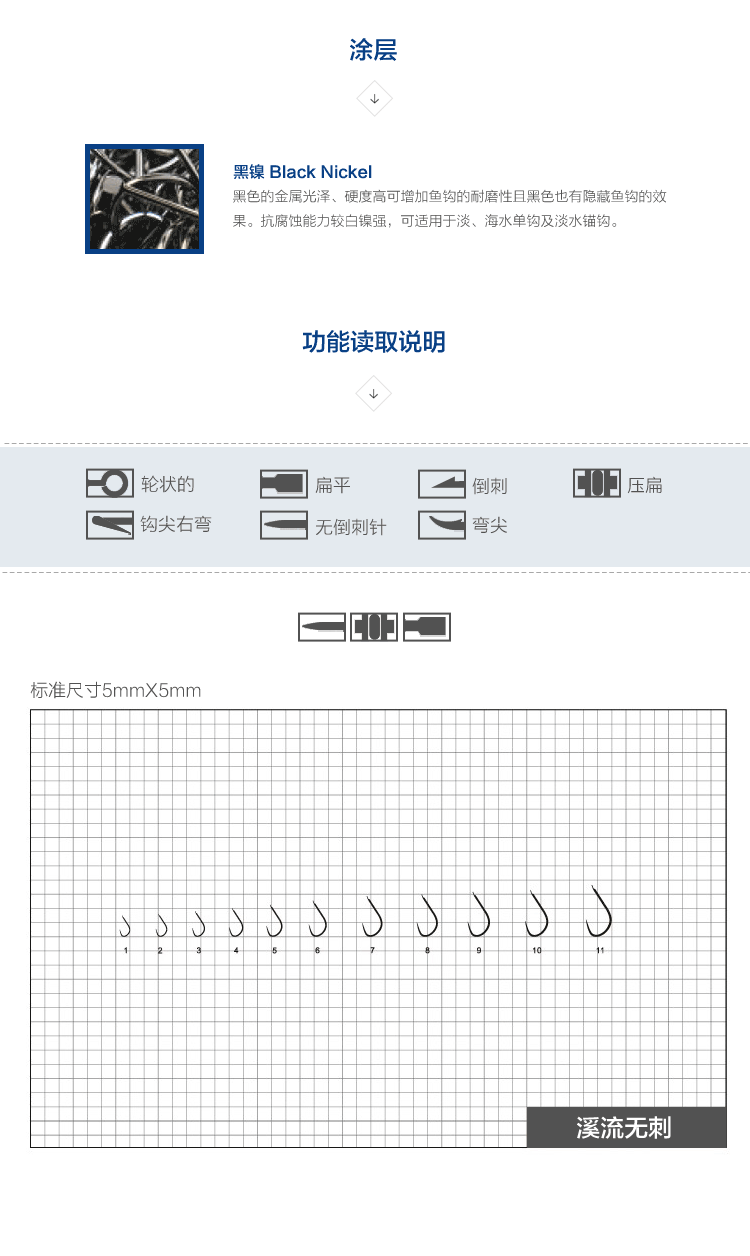 涂层
黑镍 Black Nickel
黑色的金属光泽、硬度高可增加鱼钩的耐磨性且黑色也有隐藏鱼钩的效
果。抗腐蚀能力较白镍强，可适用于淡、海水单钩及淡水锚钩。
功能读取说明
轮状的 扁平 倒刺 压扁
钩尖右弯 无倒刺针 弯尖
标准尺寸5mmX5mm
1 2 3 4 5 6 7 8 9 10 11
溪流无刺